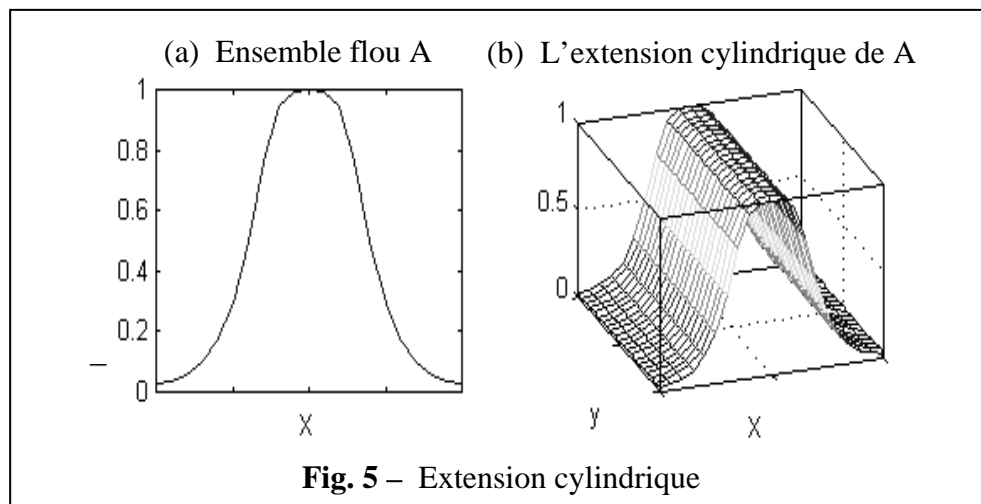 (a) Ensemble flou A
(b) L'extension cylindrique de A
1
0.8
0.6
0.4
0.2
0
X
1
0.5
0
y
X
Fig. 5 – Extension cylindrique